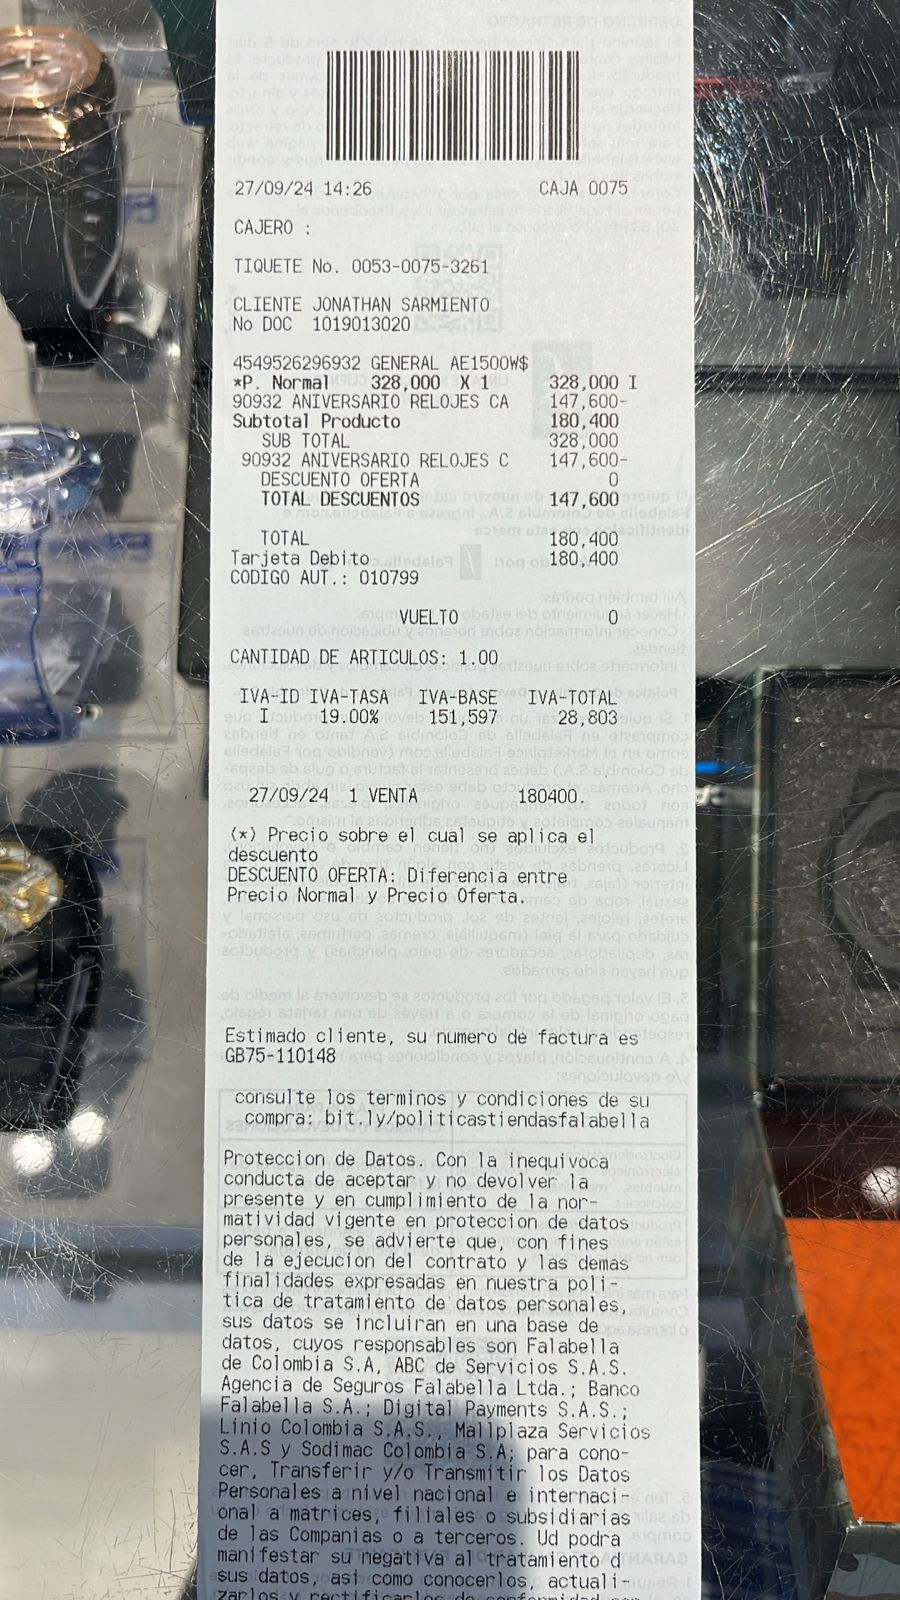 27/09/24 14:26 CAJA 0075
CAJERO :
TIQUETE No. 0053-0075-3261
CLIENTE JONATHAN SARMIENTO
No DOC 1019013020
4549526296932 GENERAL AE1500W$
*P. Normal 328,000 X 1 328,000 I
90932 ANIVERSARIO RELOJES CA 147,600-
Subtotal Producto 180,400
SUB TOTAL 328,000
90932 ANIVERSARIO RELOJES C 147,600-
DESCUENTO OFERTA 0
TOTAL DESCUENTOS 147,600
TOTAL 180,400
Tarjeta Debito 180,400
CODIGO AUT.: 010799
VUELTO 0
CANTIDAD DE ARTICULOS: 1.00
IVA-ID IVA-TASA IVA-BASE IVA-TOTAL
I 19.00% 151,597 28,803
27/09/24 1 VENTA 180400.
(*) Precio sobre el cual se aplica el
descuento
DESCUENTO OFERTA: Diferencia entre
Precio Normal y Precio Oferta.
Estimado cliente, su numero de factura es
GB75-110148
consulte los terminos y condiciones de su
compra: bit.ly/politicastiendasfalabella
Proteccion de Datos. Con la inequivoca
conducta de aceptar y no devolver la
presente y en cumplimiento de la nor-
matividad vigente en proteccion de datos
personales, se advierte que, con fines
de la ejecucion del contrato y las demas
finalidades expresadas en nuestra poli-
tica de tratamiento de datos personales,
sus datos se incluiran en una base de
datos, cuyos responsables son Falabella
de Colombia S.A, ABC de Servicios S.A.S.
Agencia de Seguros Falabella Ltda.; Banco
Falabella S.A.; Digital Payments S.A.S.;
Linio Colombia S.A.S., Mallplaza Servicios
S.A.S y Sodimac Colombia S.A; para cono-
cer, Transferir y/o Transmitir los Datos
Personales a nivel nacional e internaci-
onal a matrices, filiales o subsidiarias
de las Companias o a terceros. Ud podra
manifestar su negativa al tratamiento d
sus datos, asi como conocerlos, actuali-
zarlos y rectificarlos de conformidad con